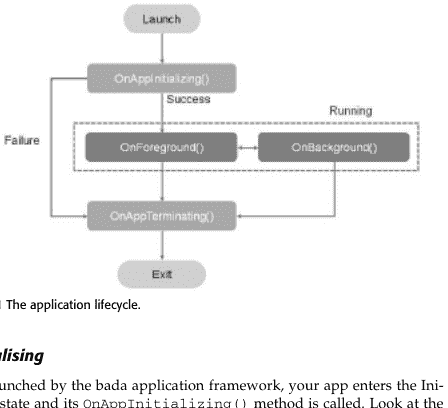 Launch
OnAppInitializing()
Success
Running
Failure
OnForeground()
OnBackground()
OnAppTerminating()
Exit
The application lifecycle.
alising
unched by the bada application framework, your app enters the Ini-
state and its OnAppInitializing() method is called. Look at the